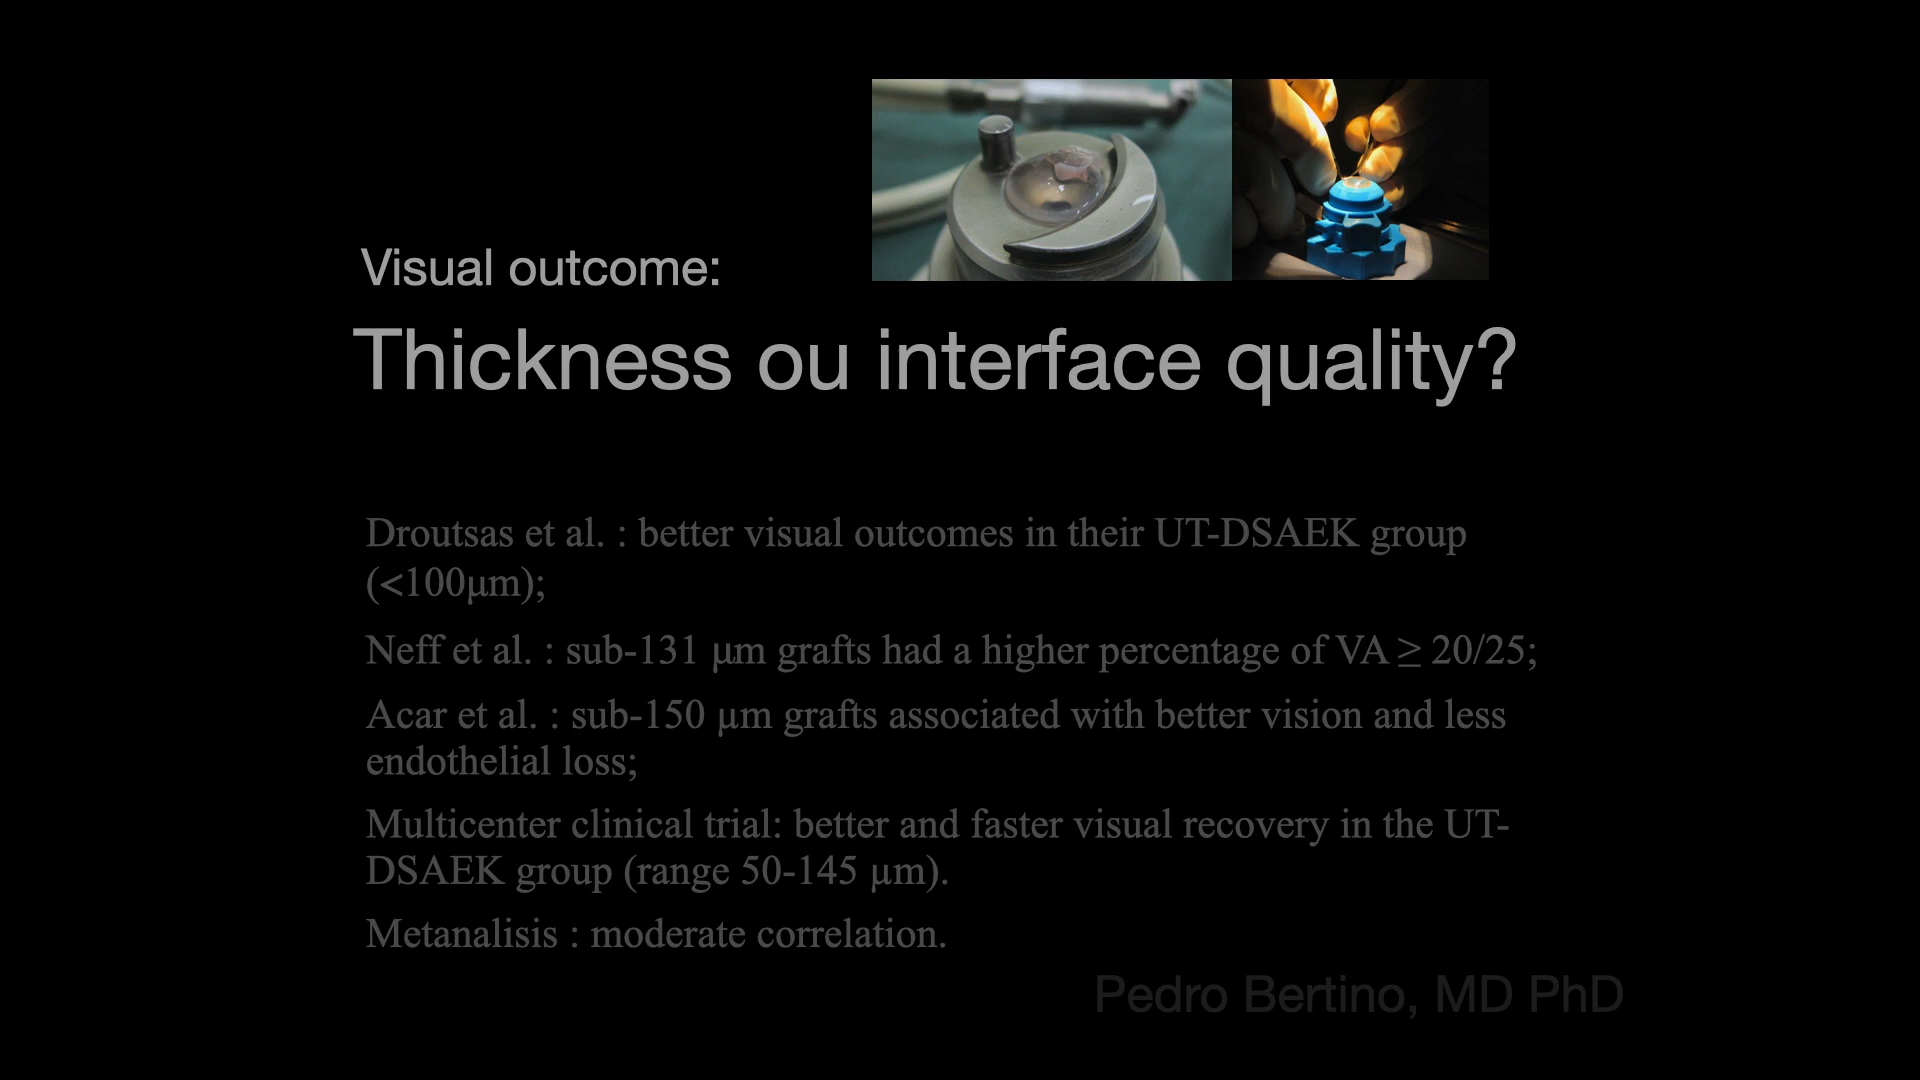 Visual outcome:
Thickness ou interface quality?
Droutsas et al. : better visual outcomes in their UT-DSAEK group
(<100μm);
Neff et al. : sub-131 μm grafts had a higher percentage of VA ≥ 20/25;
Acar et al. : sub-150 μm grafts associated with better vision and less
endothelial loss;
Multicenter clinical trial: better and faster visual recovery in the UT-
DSAEK group (range 50-145 μm).
Metanalisis : moderate correlation.
Pedro Bertino, MD PhD